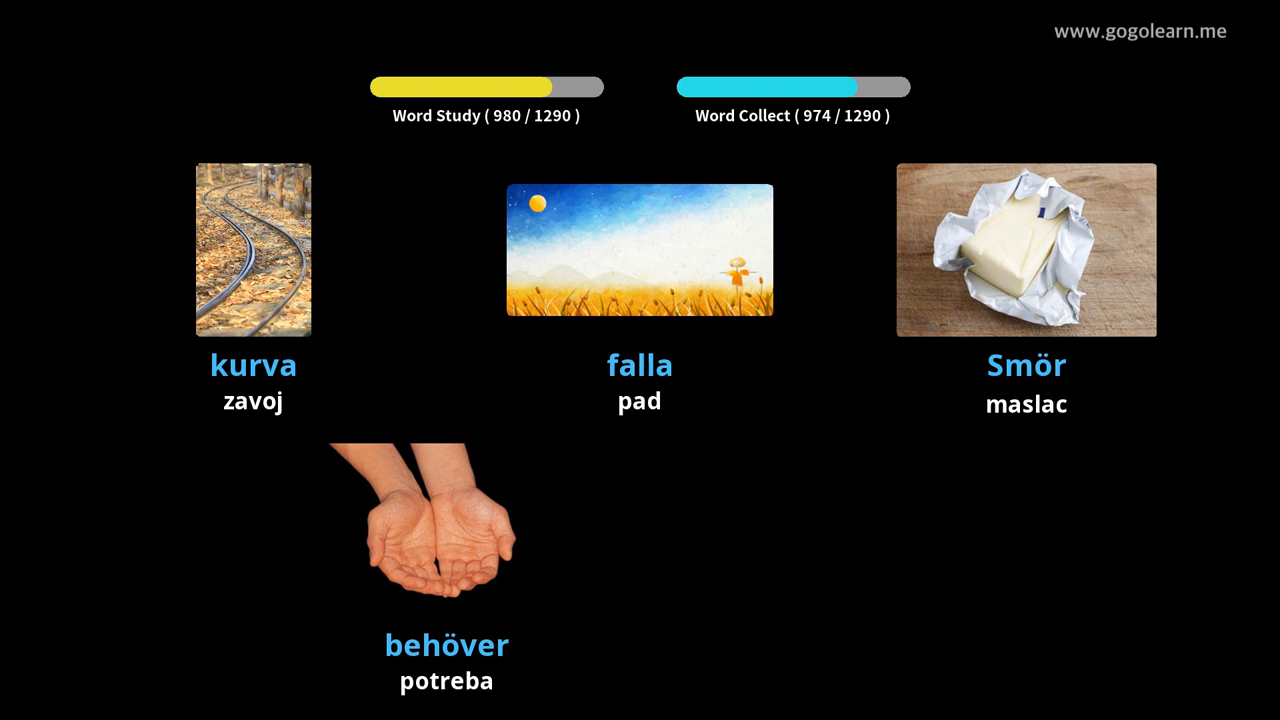 www.gogolearn.me
Word Study ( 980 / 1290 )
Word Collect ( 974 / 1290 )
kurva
zavoj
falla
pad
Smör
maslac
behöver
potreba